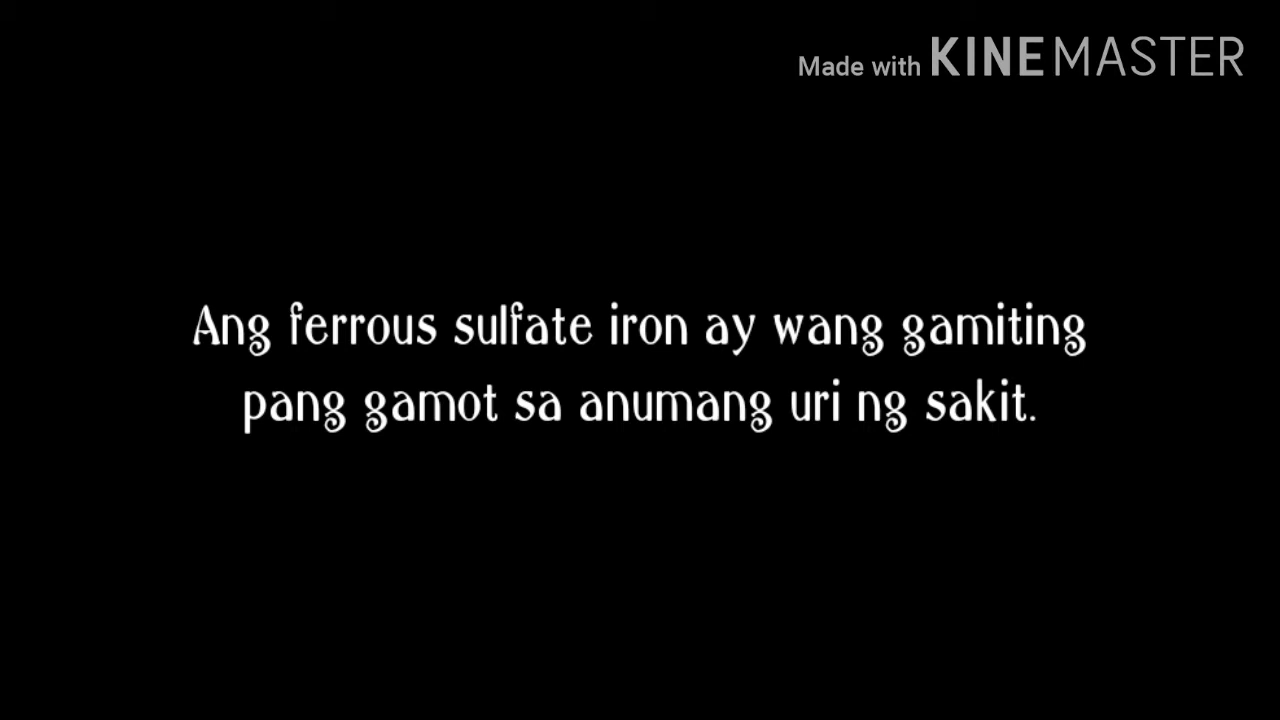 Made with KINEMASTER
Ang ferrous sulfate iron ay wang gamiting
pang gamot sa anumang uri ng sakit.